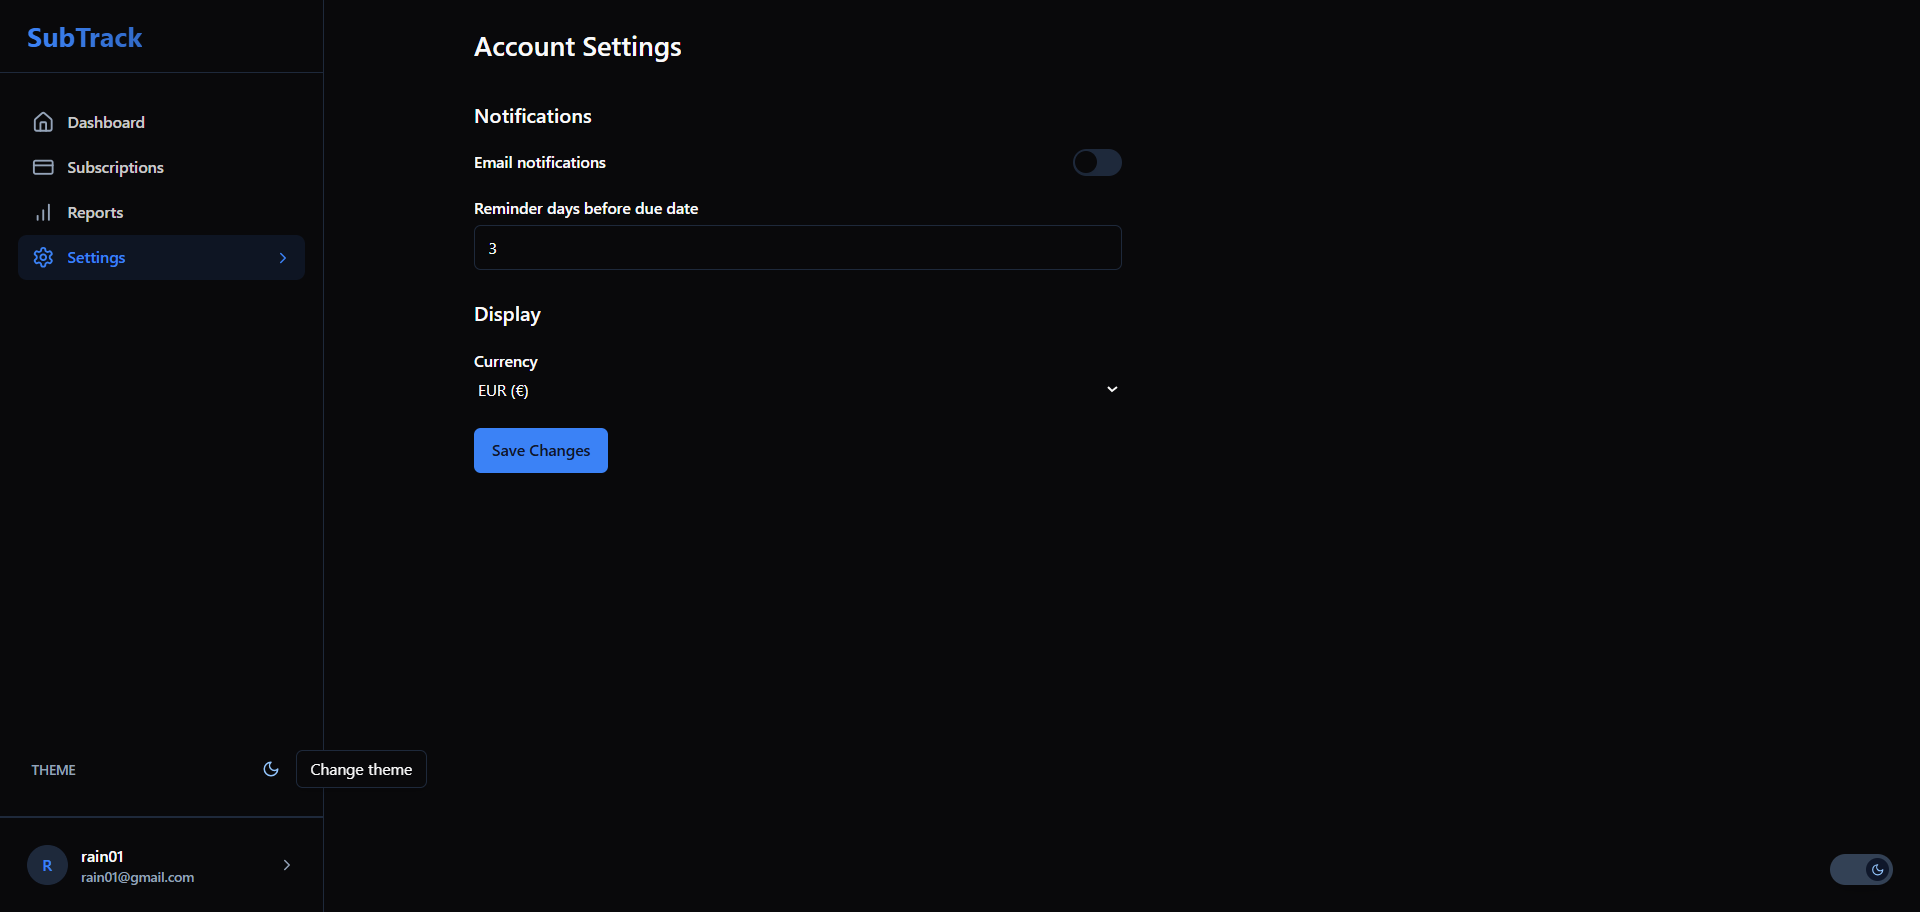 SubTrack
Dashboard
Subscriptions
Reports
Settings
THEME
Change theme
R
rain01
rain01@gmail.com
Account Settings
Notifications
Email notifications
Reminder days before due date
3
Display
Currency
EUR (€)
Save Changes